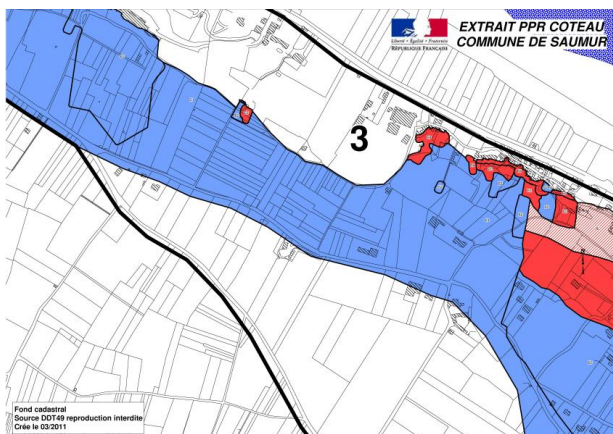 EXTRAIT PPR COTEAU
COMMUNE DE SAUMUR
Liberté • Égalité • Fraternité
RÉPUBLIQUE FRANÇAISE
3
Fond cadastral
Source DDT49 reproduction interdite
Crée le 03/2011